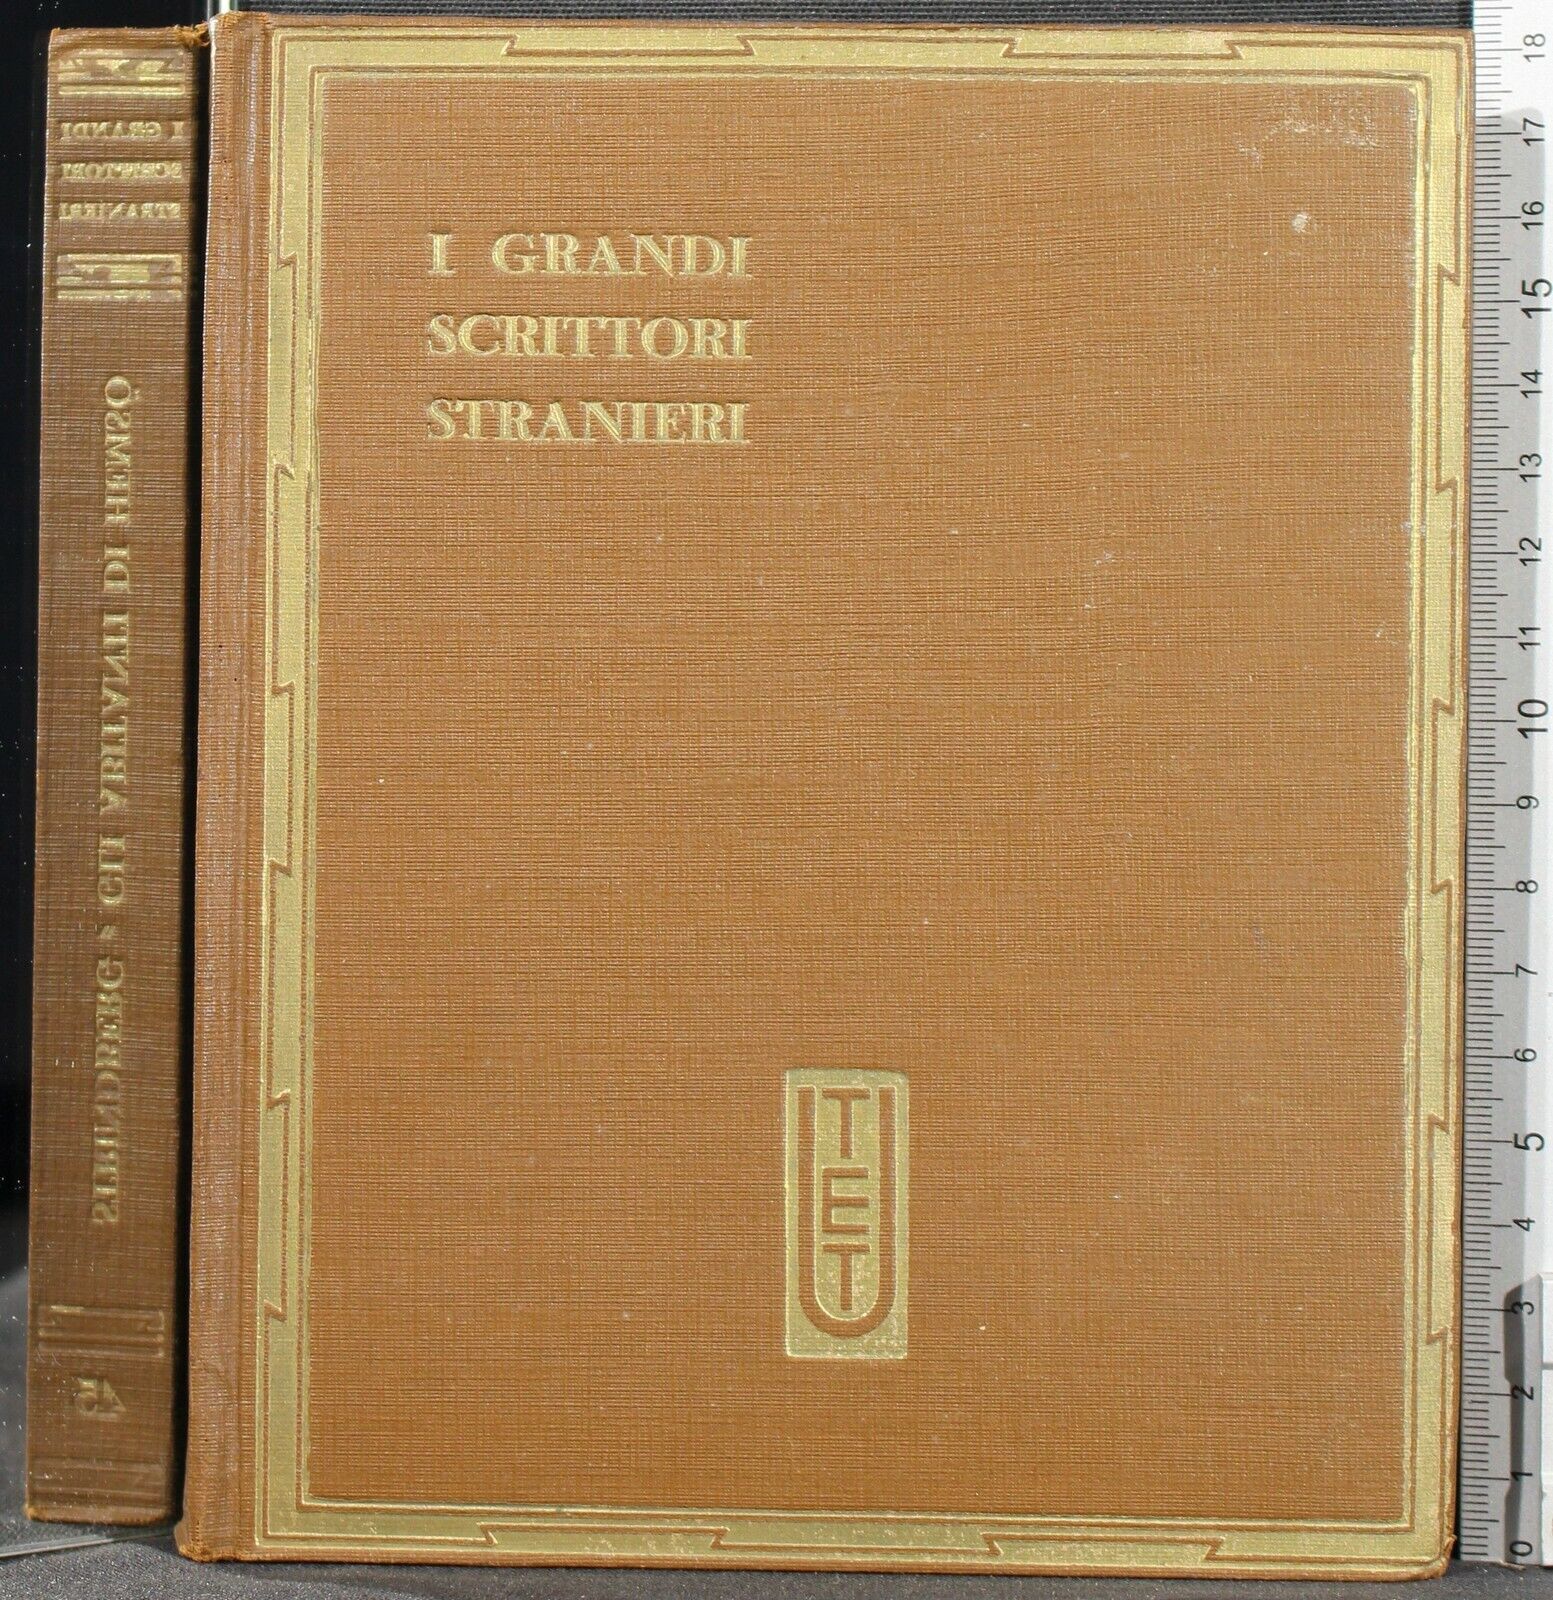 I GRANDI
SCRITTORI
STRANIERI
UTET
I GRANDI
SCRITTORI
STRANIERI
STRINDBERG GLI ABITANTI DI HEMSÖ
18
17
16
15
14
13
12
11
10
9
8
7
6
5
4
3
2
1
0